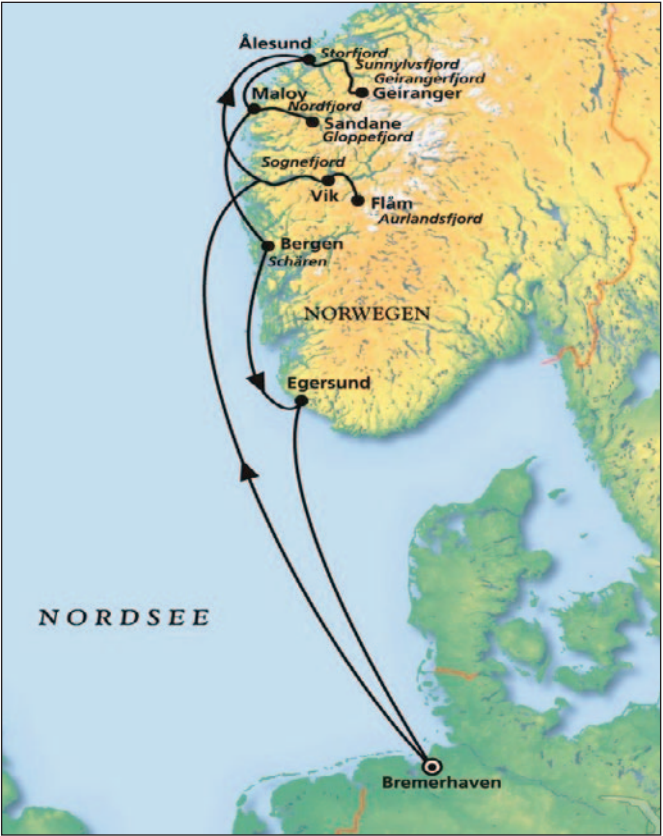 Ålesund
Storfjord
Sunnylvsfjord
Geirangerfjord
Geiranger
Maloy
Nordfjord
Sandane
Gloppefjord
Sognefjord
Vik
Flåm
Aurlandsfjord
Bergen
Schären
NORWEGEN
Egersund
NORDSEE
Bremerhaven